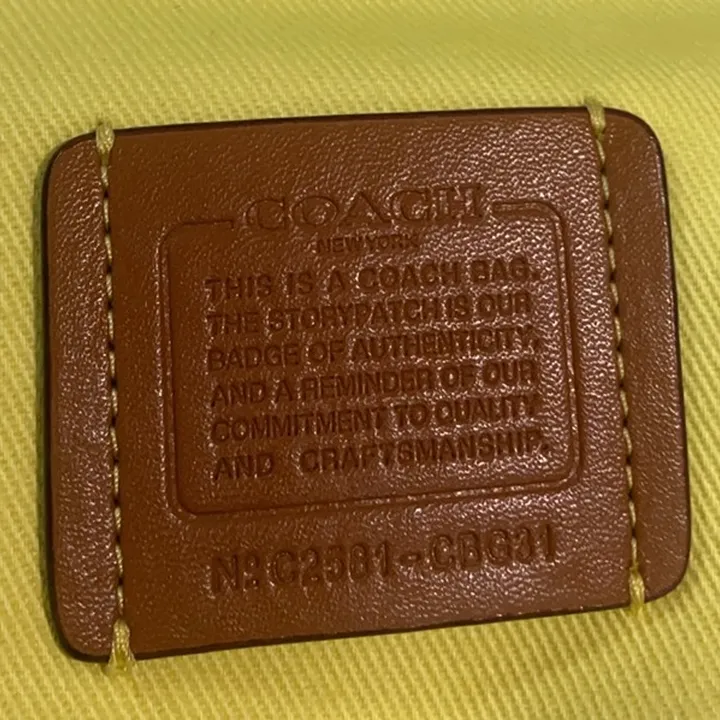 COACH
NEW YORK
THIS IS A COACH BAG.
THE STORYPATCH IS OUR
BADGE OF AUTHENTICITY,
AND A REMINDER OF OUR
COMMITMENT TO QUALITY
AND CRAFTSMANSHIP.
Nº C2581-CBG31